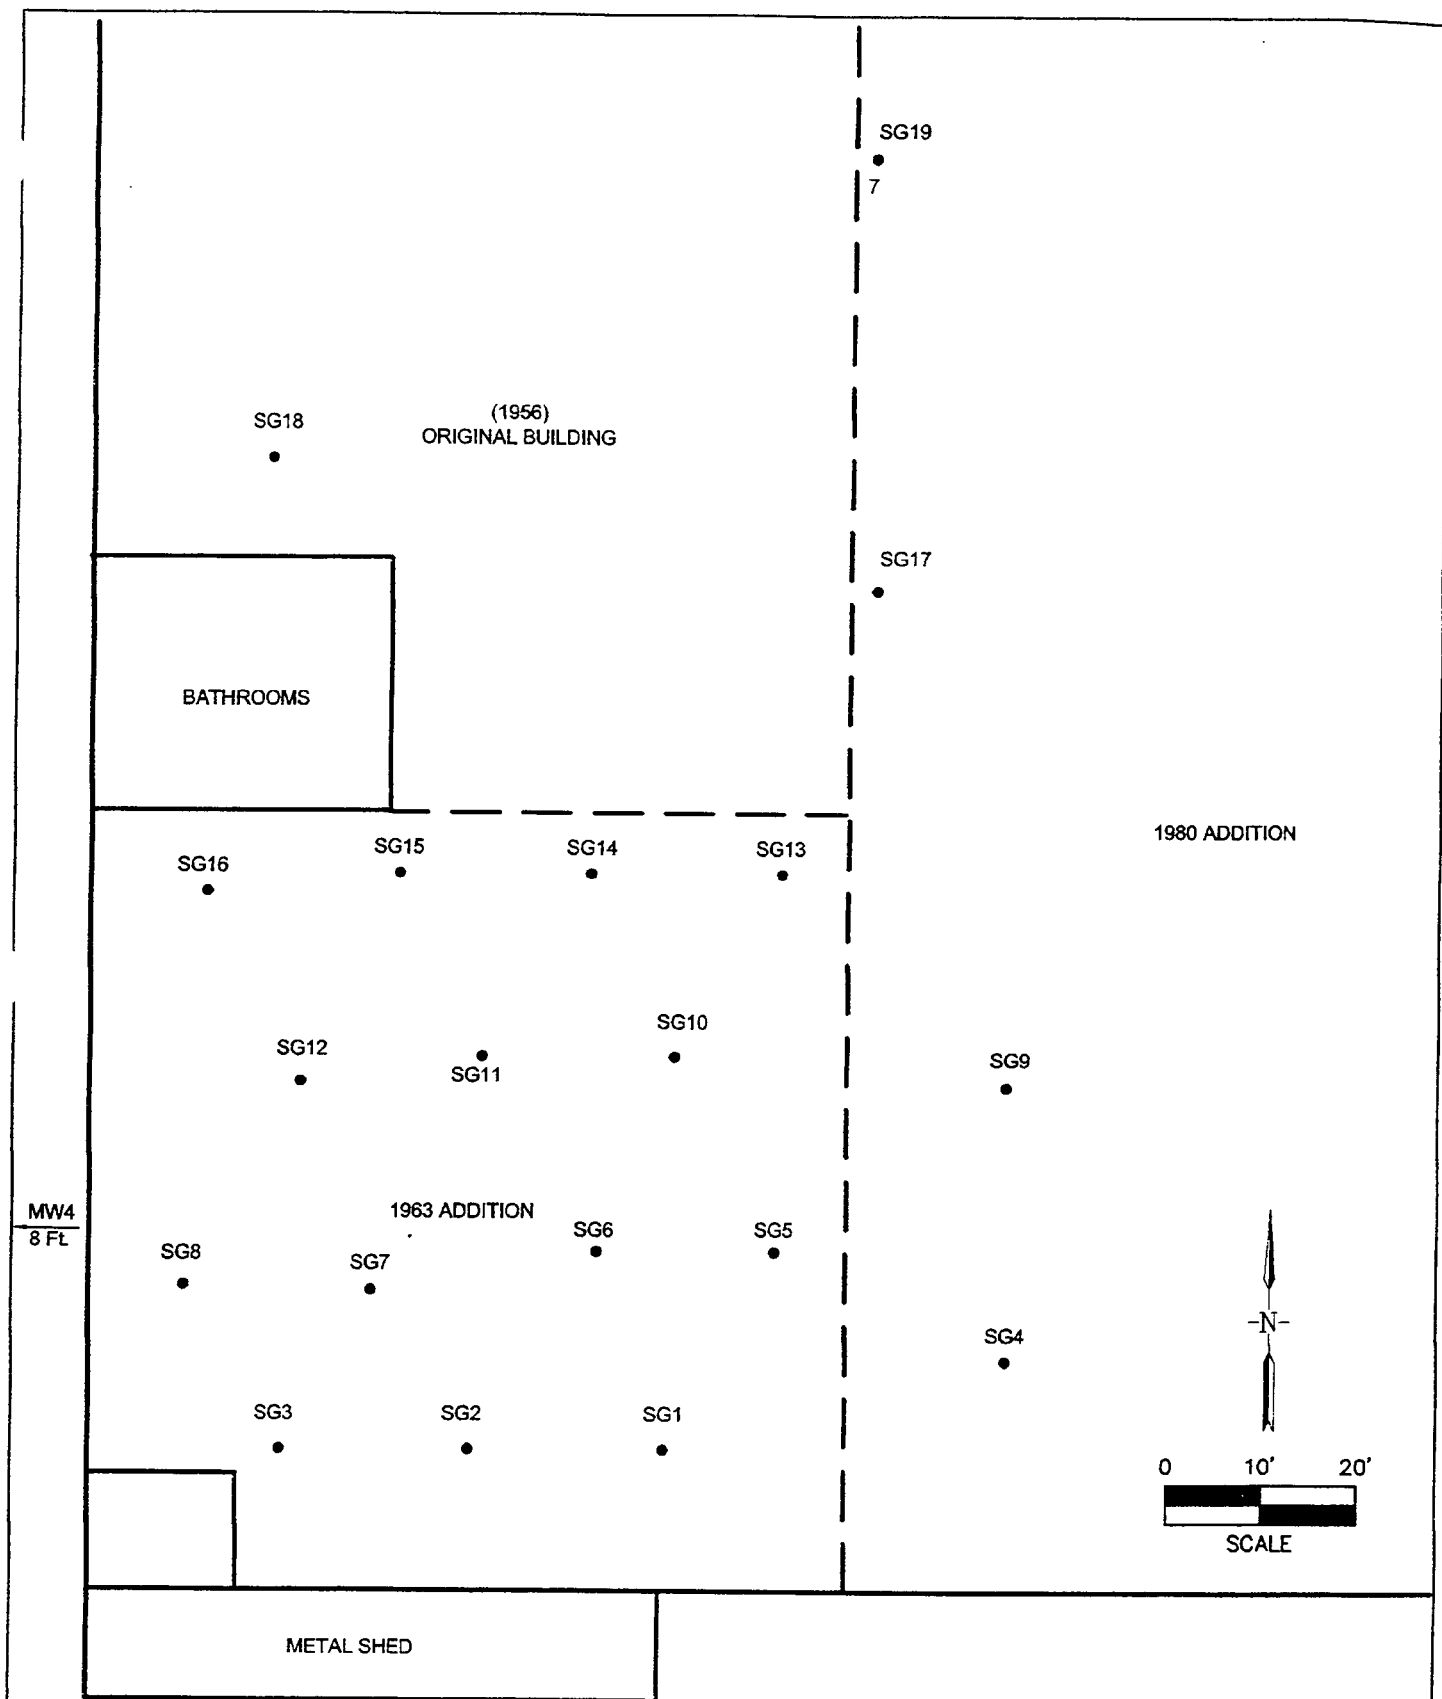 SG19
7
SG18
(1956)
ORIGINAL BUILDING
SG17
BATHROOMS
1980 ADDITION
SG16
SG15
SG14
SG13
SG12
SG11
SG10
SG9
MW4
8 Ft.
1963 ADDITION
SG8
SG7
SG6
SG5
SG4
-N-
SG3
SG2
SG1
0 10' 20'
SCALE
METAL SHED